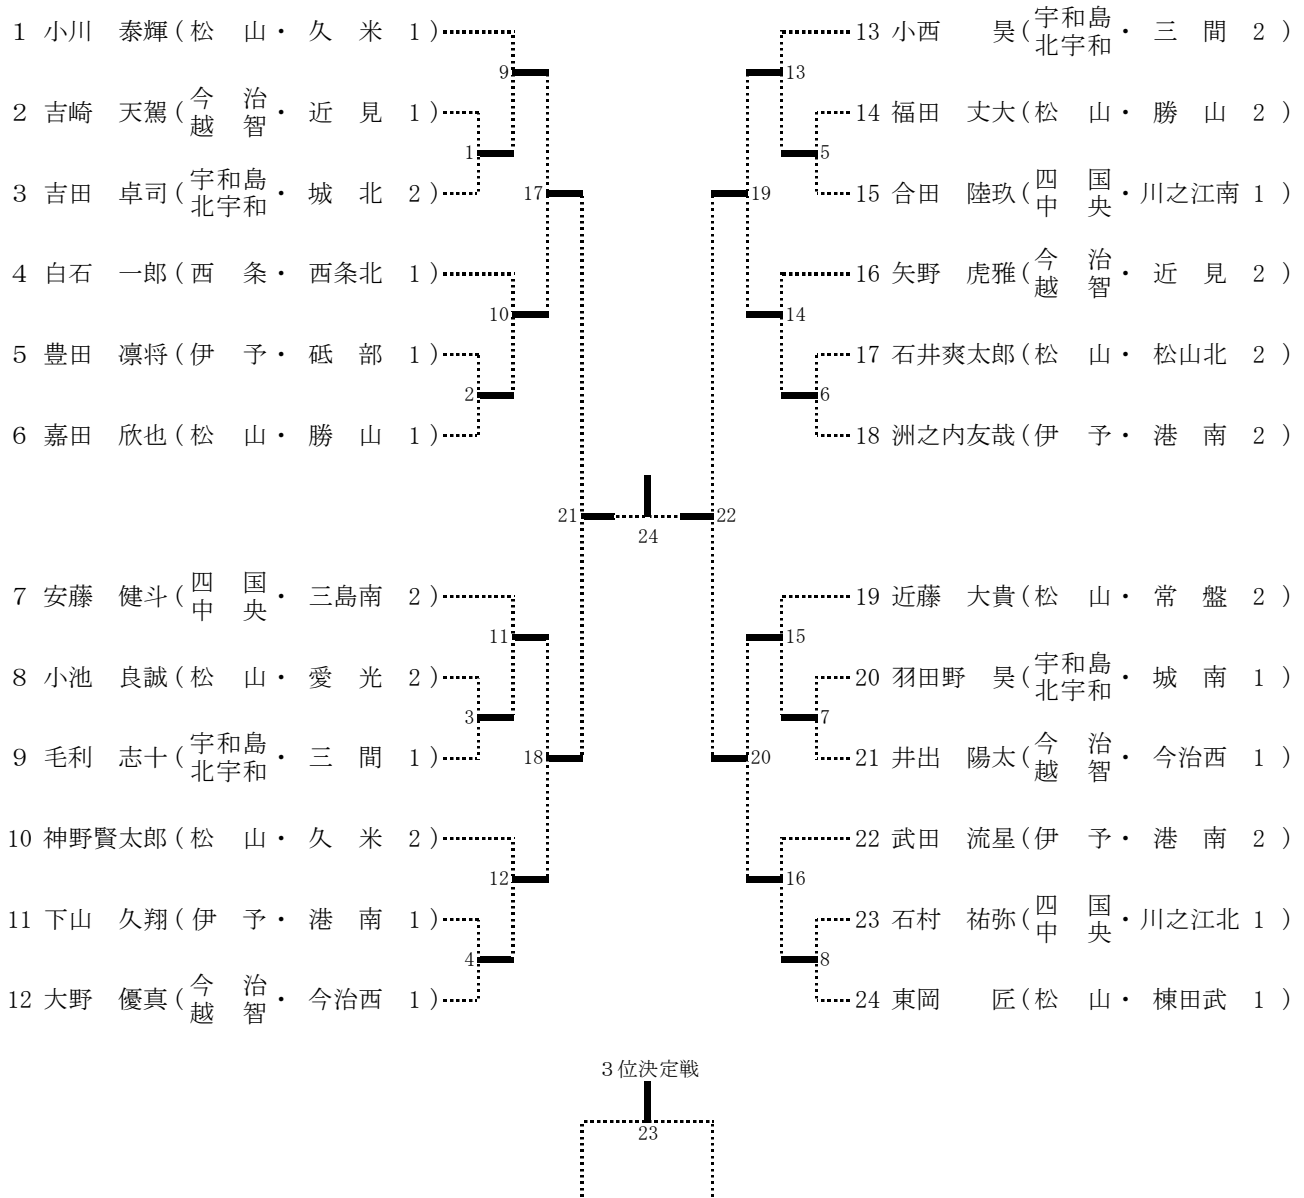 1 小川 泰輝 (松 山・久 米 1)
9
2 吉崎 天駕 (今 治 越 智・近 見 1)
1
3 吉田 卓司 (宇和島 北宇和・城 北 2)
17
4 白石 一郎 (西 条・西条北 1)
10
5 豊田 凛将 (伊 予・砥 部 1)
2
6 嘉田 欣也 (松 山・勝 山 1)
21
7 安藤 健斗 (四 国 中 央・三島南 2)
11
8 小池 良誠 (松 山・愛 光 2)
3
9 毛利 志十 (宇和島 北宇和・三 間 1)
18
10 神野賢太郎 (松 山・久 米 2)
12
11 下山 久翔 (伊 予・港 南 1)
4
12 大野 優真 (今 治 越 智・今治西 1)
24
13 小西 昊 (宇和島 北宇和・三 間 2)
13
14 福田 丈大 (松 山・勝 山 2)
5
15 合田 陸玖 (四 国 中 央・川之江南 1)
19
16 矢野 虎雅 (今 治 越 智・近 見 2)
14
17 石井爽太郎 (松 山・松山北 2)
6
18 洲之内友哉 (伊 予・港 南 2)
22
19 近藤 大貴 (松 山・常 盤 2)
15
20 羽田野 昊 (宇和島 北宇和・城 南 1)
7
21 井出 陽太 (今 治 越 智・今治西 1)
20
22 武田 流星 (伊 予・港 南 2)
16
23 石村 祐弥 (四 国 中 央・川之江北 1)
8
24 東岡 匠 (松 山・椿田武 1)
３位決定戦
23